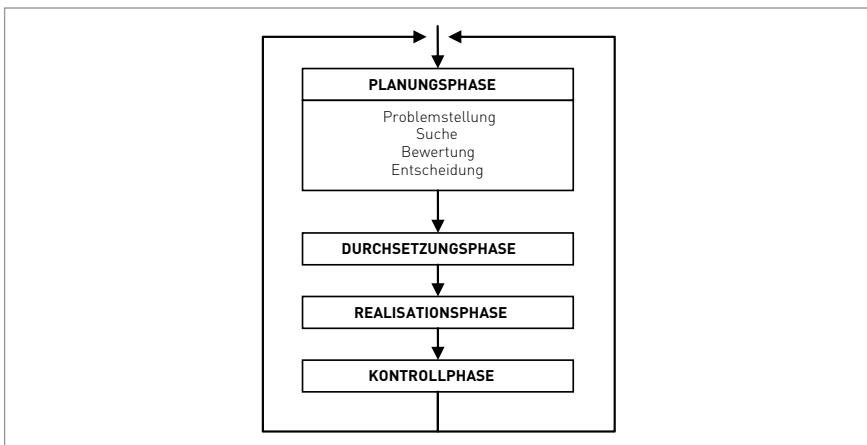 PLANUNGSPHASE
Problemstellung
Suche
Bewertung
Entscheidung
DURCHSETZUNGSPHASE
REALISATIONSPHASE
KONTROLLPHASE